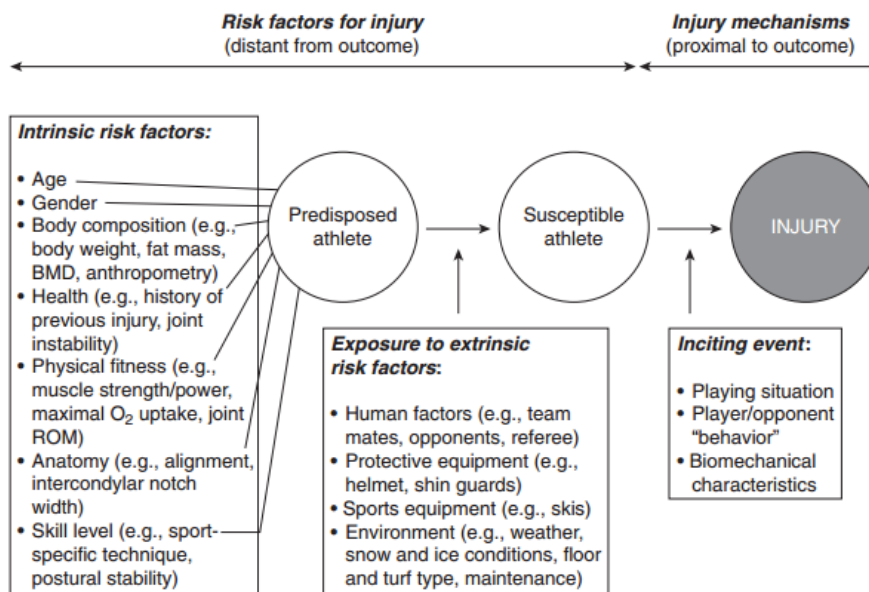 Risk factors for injury
(distant from outcome)
Injury mechanisms
(proximal to outcome)
Intrinsic risk factors:
• Age
• Gender
• Body composition (e.g.,
body weight, fat mass,
BMD, anthropometry)
• Health (e.g., history of
previous injury, joint
instability)
• Physical fitness (e.g.,
muscle strength/power,
maximal O₂ uptake, joint
ROM)
• Anatomy (e.g., alignment,
intercondylar notch
width)
• Skill level (e.g., sport-
specific technique,
postural stability)
Predisposed
athlete
Susceptible
athlete
INJURY
Exposure to extrinsic
risk factors:
• Human factors (e.g., team
mates, opponents, referee)
• Protective equipment (e.g.,
helmet, shin guards)
• Sports equipment (e.g., skis)
• Environment (e.g., weather,
snow and ice conditions, floor
and turf type, maintenance)
Inciting event:
• Playing situation
• Player/opponent
"behavior"
• Biomechanical
characteristics